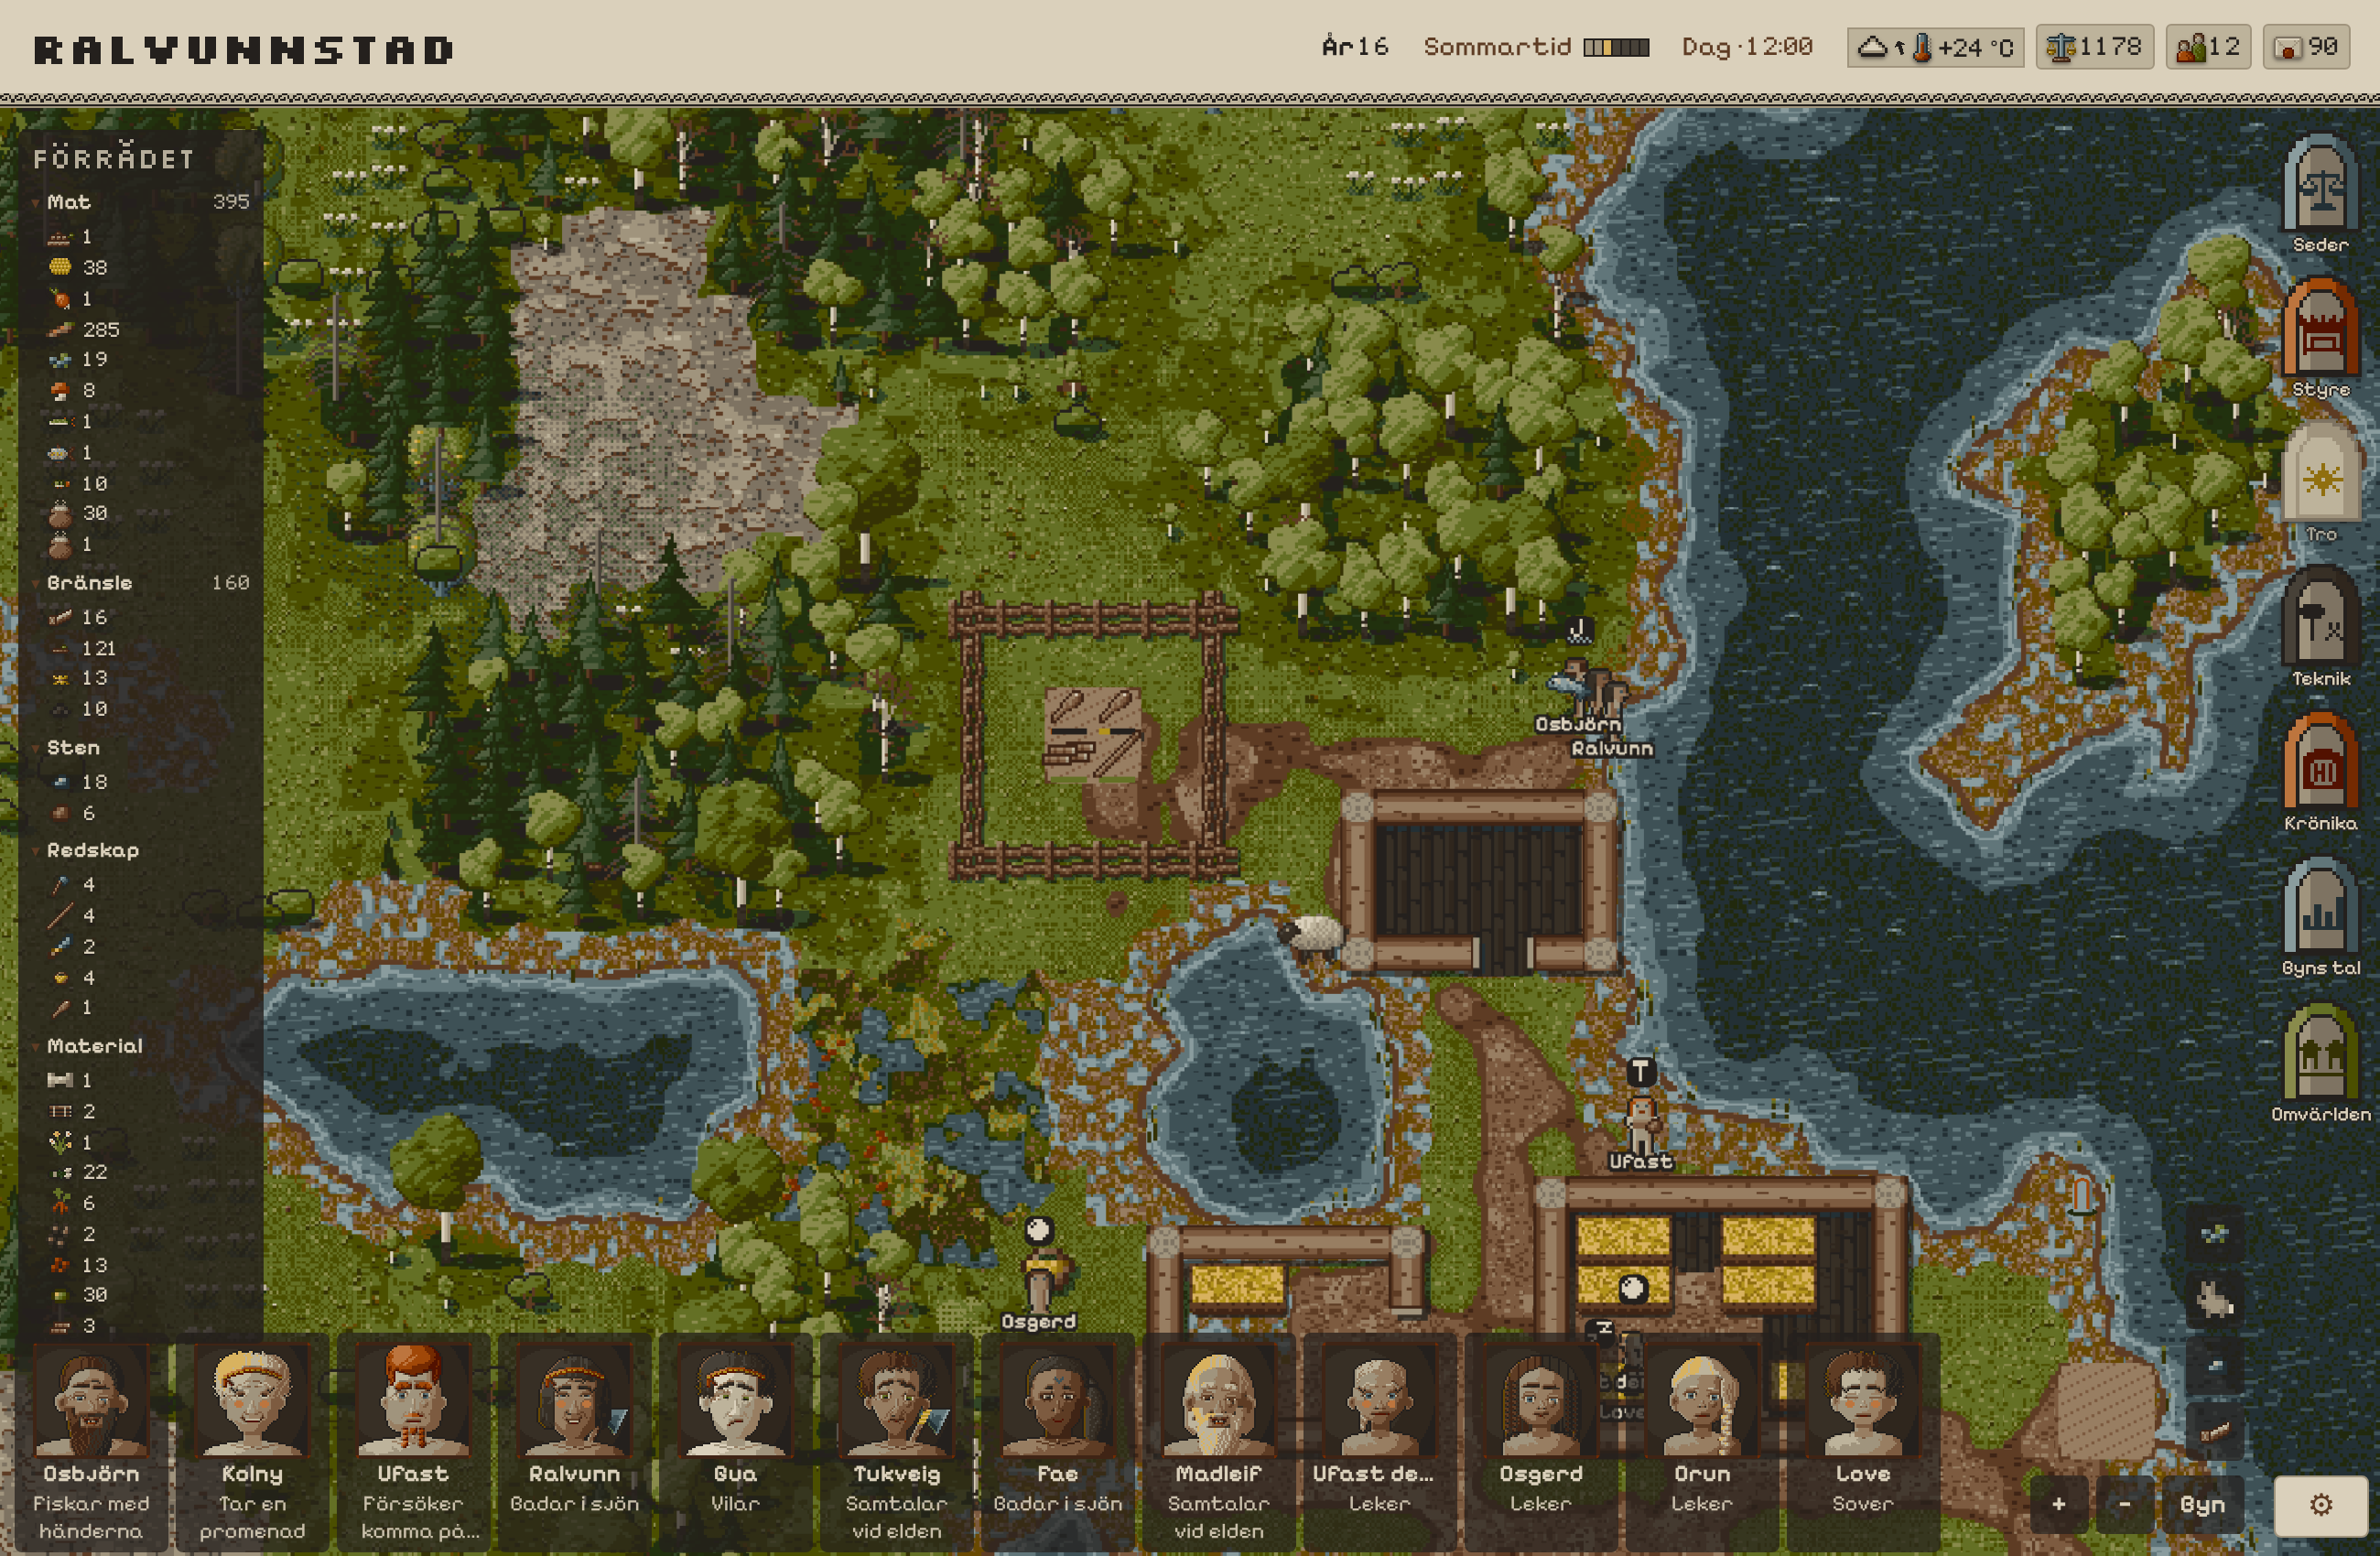 RALVUNNSTAD
År 16
Sommartid
Dag · 12:00
+24 °C
1178
12
90
FÖRRÅDET
Mat 395
1
38
1
285
19
8
1
1
10
30
1
Bränsle 160
16
121
13
10
Sten
18
6
Redskap
4
4
2
4
1
Material
1
2
1
22
6
2
13
30
3
Seder
Styre
Tro
Teknik
Krönika
Byns tal
Omvärlden
J
Osbjörn
Ralvunn
T
Ufast
Osgerd
Z
Love
Osbjörn
Fiskar med
händerna
Kolny
Tar en
promenad
Ufast
Försöker
komma på...
Ralvunn
Badar i sjön
Gua
Vilar
Tukveig
Samtalar
vid elden
Fae
Badar i sjön
Madleif
Samtalar
vid elden
Ufast de...
Leker
Osgerd
Leker
Orun
Leker
Love
Sover
+
-
Byn